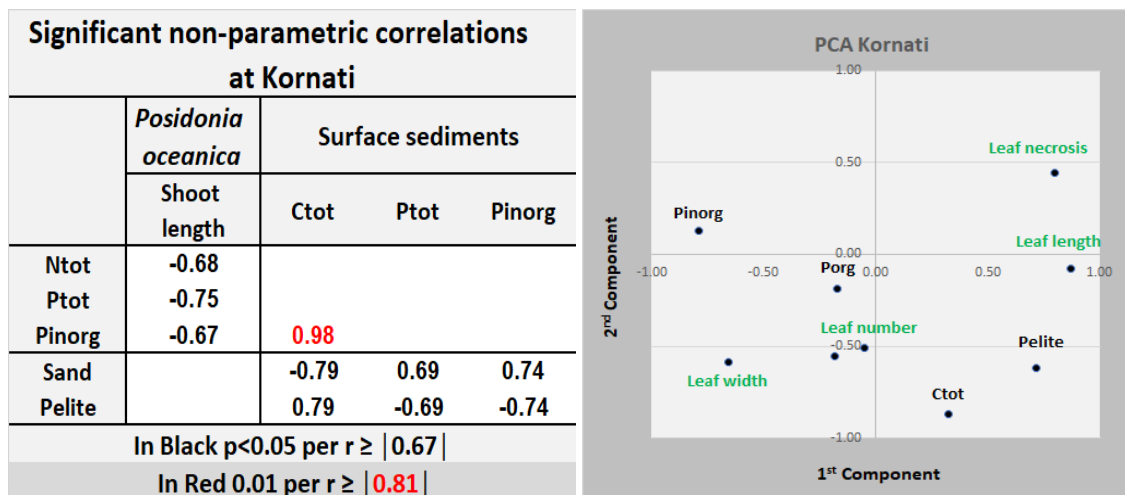 Significant non-parametric correlations
at Kornati
Posidonia
oceanica
Surface sediments
Shoot
length
Ctot Ptot Pinorg
Ntot -0.68
Ptot -0.75
Pinorg -0.67 0.98
Sand -0.79 0.69 0.74
Pelite 0.79 -0.69 -0.74
In Black p<0.05 per r ≥ |0.67|
In Red 0.01 per r ≥ |0.81|
PCA Kornati
1.00
Leaf necrosis
0.50
Pinorg
Leaf length
0.00
Porg
-1.00 -0.50 0.00 0.50 1.00
Leaf number
-0.50
Pelite
Leaf width
Ctot
-1.00
2nd Component
1st Component